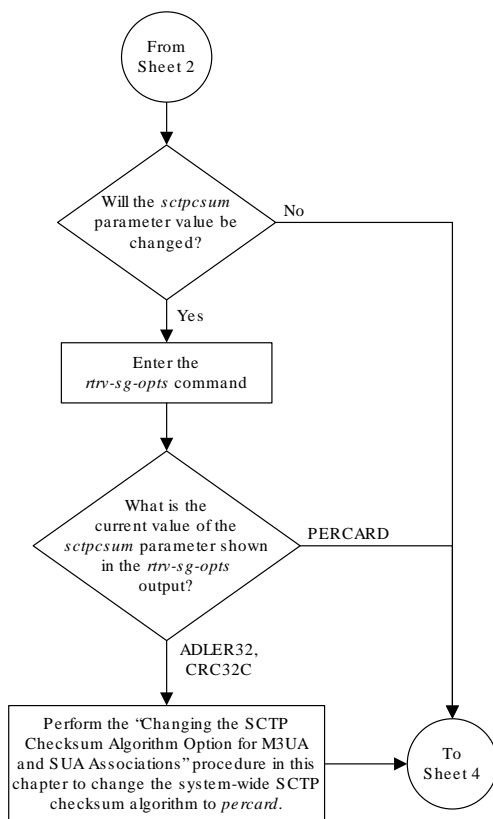 From
Sheet 2
Will the sctpcsum
parameter value be
changed?
No
Yes
Enter the
rtrv-sg-opts command
What is the
current value of the
sctpcsum parameter shown
in the rtrv-sg-opts
output?
PERCARD
ADLER32,
CRC32C
Perform the “Changing the SCTP
Checksum Algorithm Option for M3UA
and SUA Associations” procedure in this
chapter to change the system-wide SCTP
checksum algorithm to percard.
To
Sheet 4